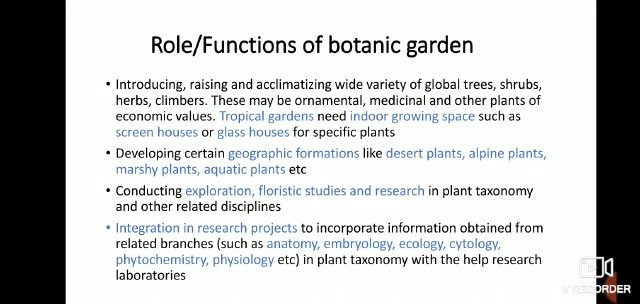 Role/Functions of botanic garden
• Introducing, raising and acclimatizing wide variety of global trees, shrubs,
herbs, climbers. These may be ornamental, medicinal and other plants of
economic values. Tropical gardens need indoor growing space such as
screen houses or glass houses for specific plants
• Developing certain geographic formations like desert plants, alpine plants,
marshy plants, aquatic plants etc
• Conducting exploration, floristic studies and research in plant taxonomy
and other related disciplines
• Integration in research projects to incorporate information obtained from
related branches (such as anatomy, embryology, ecology, cytology,
phytochemistry, physiology etc) in plant taxonomy with the help research
laboratories
V RECORDER